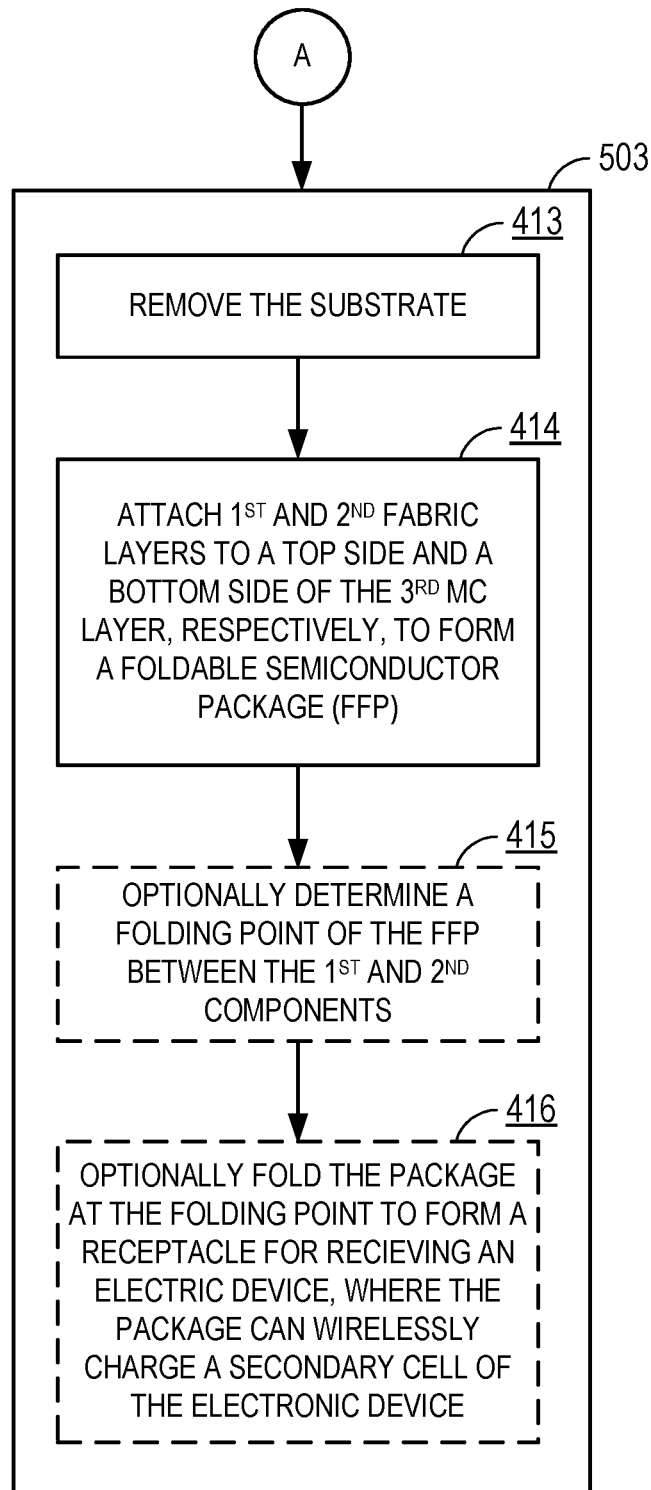 A
503
413
REMOVE THE SUBSTRATE
414
ATTACH 1ST AND 2ND FABRIC
LAYERS TO A TOP SIDE AND A
BOTTOM SIDE OF THE 3RD MC
LAYER, RESPECTIVELY, TO FORM
A FOLDABLE SEMICONDUCTOR
PACKAGE (FFP)
415
OPTIONALLY DETERMINE A
FOLDING POINT OF THE FFP
BETWEEN THE 1ST AND 2ND
COMPONENTS
416
OPTIONALLY FOLD THE PACKAGE
AT THE FOLDING POINT TO FORM A
RECEPTACLE FOR RECIEVING AN
ELECTRIC DEVICE, WHERE THE
PACKAGE CAN WIRELESSLY
CHARGE A SECONDARY CELL OF
THE ELECTRONIC DEVICE